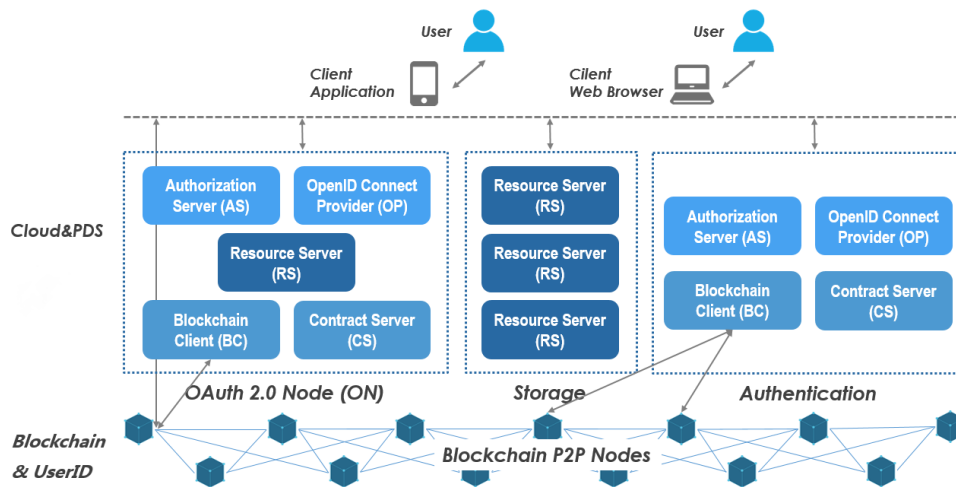 User
User
Client
Application
Cilent
Web Browser
Cloud&PDS
Authorization
Server (AS)
OpenID Connect
Provider (OP)
Resource Server
(RS)
Blockchain
Client (BC)
Contract Server
(CS)
OAuth 2.0 Node (ON)
Resource Server
(RS)
Resource Server
(RS)
Resource Server
(RS)
Storage
Authorization
Server (AS)
OpenID Connect
Provider (OP)
Blockchain
Client (BC)
Contract Server
(CS)
Authentication
Blockchain
& UserID
Blockchain P2P Nodes